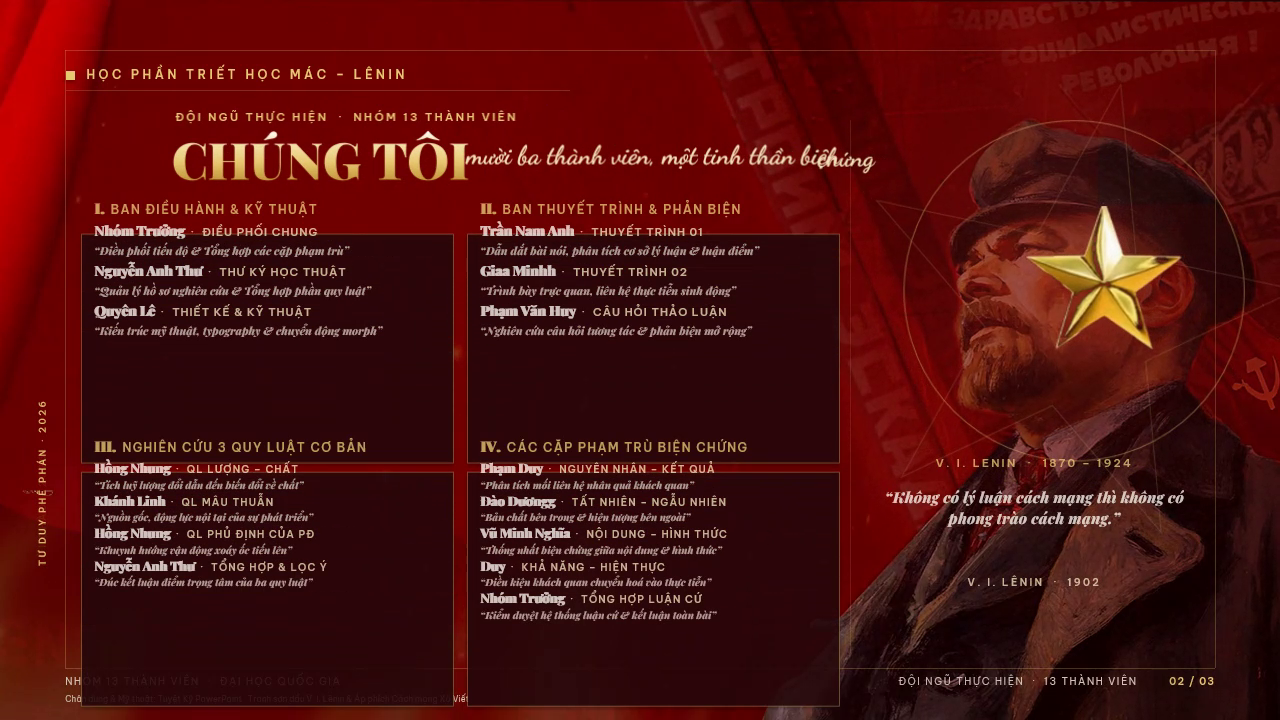 ЗДРАВСТВУЕТ
СОЦИАЛИСТИЧЕСКАЯ
РЕВОЛЮЦИЯ !
HỌC PHẦN TRIẾT HỌC MÁC – LÊNIN
ĐỘI NGŨ THỰC HIỆN · NHÓM 13 THÀNH VIÊN
CHÚNG TÔI mười ba thành viên, một tinh thần biện chứng
I. BAN ĐIỀU HÀNH & KỸ THUẬT
Nhóm Trưởng · ĐIỀU PHỐI CHUNG
“Điều phối tiến độ & Tổng hợp các cặp phạm trù”
Nguyễn Anh Thư · THƯ KÝ HỌC THUẬT
“Quản lý hồ sơ nghiên cứu & Tổng hợp phần quy luật”
Quyên Lê · THIẾT KẾ & KỸ THUẬT
“Kiến trúc mỹ thuật, typography & chuyển động morph”
II. BAN THUYẾT TRÌNH & PHẢN BIỆN
Trần Nam Anh · THUYẾT TRÌNH 01
“Dẫn dắt bài nói, phân tích cơ sở lý luận & luận điểm”
Giaa Minhh · THUYẾT TRÌNH 02
“Trình bày trực quan, liên hệ thực tiễn sinh động”
Phạm Văn Huy · CÂU HỎI THẢO LUẬN
“Nghiên cứu câu hỏi tương tác & phản biện mở rộng”
III. NGHIÊN CỨU 3 QUY LUẬT CƠ BẢN
Hồng Nhung · QL LƯỢNG – CHẤT
“Tích luỹ lượng đổi dẫn đến biến đổi về chất”
Khánh Linh · QL MÂU THUẪN
“Nguồn gốc, động lực nội tại của sự phát triển”
Hồng Nhung · QL PHỦ ĐỊNH CỦA PĐ
“Khuynh hướng vận động xoáy ốc tiến lên”
Nguyễn Anh Thư · TỔNG HỢP & LỌC Ý
“Đúc kết luận điểm trọng tâm của ba quy luật”
IV. CÁC CẶP PHẠM TRÙ BIỆN CHỨNG
Phạm Duy · NGUYÊN NHÂN – KẾT QUẢ
“Phân tích mối liên hệ nhân quả khách quan”
Đào Dươngg · TẤT NHIÊN – NGẪU NHIÊN
“Bản chất bên trong & hiện tượng bên ngoài”
Vũ Minh Nghĩa · NỘI DUNG – HÌNH THỨC
“Thống nhất biện chứng giữa nội dung & hình thức”
Duy · KHẢ NĂNG – HIỆN THỰC
“Điều kiện khách quan chuyển hoá vào thực tiễn”
Nhóm Trưởng · TỔNG HỢP LUẬN CỨ
“Kiểm duyệt hệ thống luận cứ & kết luận toàn bài”
V. I. LENIN · 1870 – 1924
“Không có lý luận cách mạng thì không có
phong trào cách mạng.”
V. I. LÊNIN · 1902
TƯ DUY PHÊ PHÁN · 2026
NHÓM 13 THÀNH VIÊN · ĐẠI HỌC QUỐC GIA
ĐỘI NGŨ THỰC HIỆN · 13 THÀNH VIÊN 02 / 03